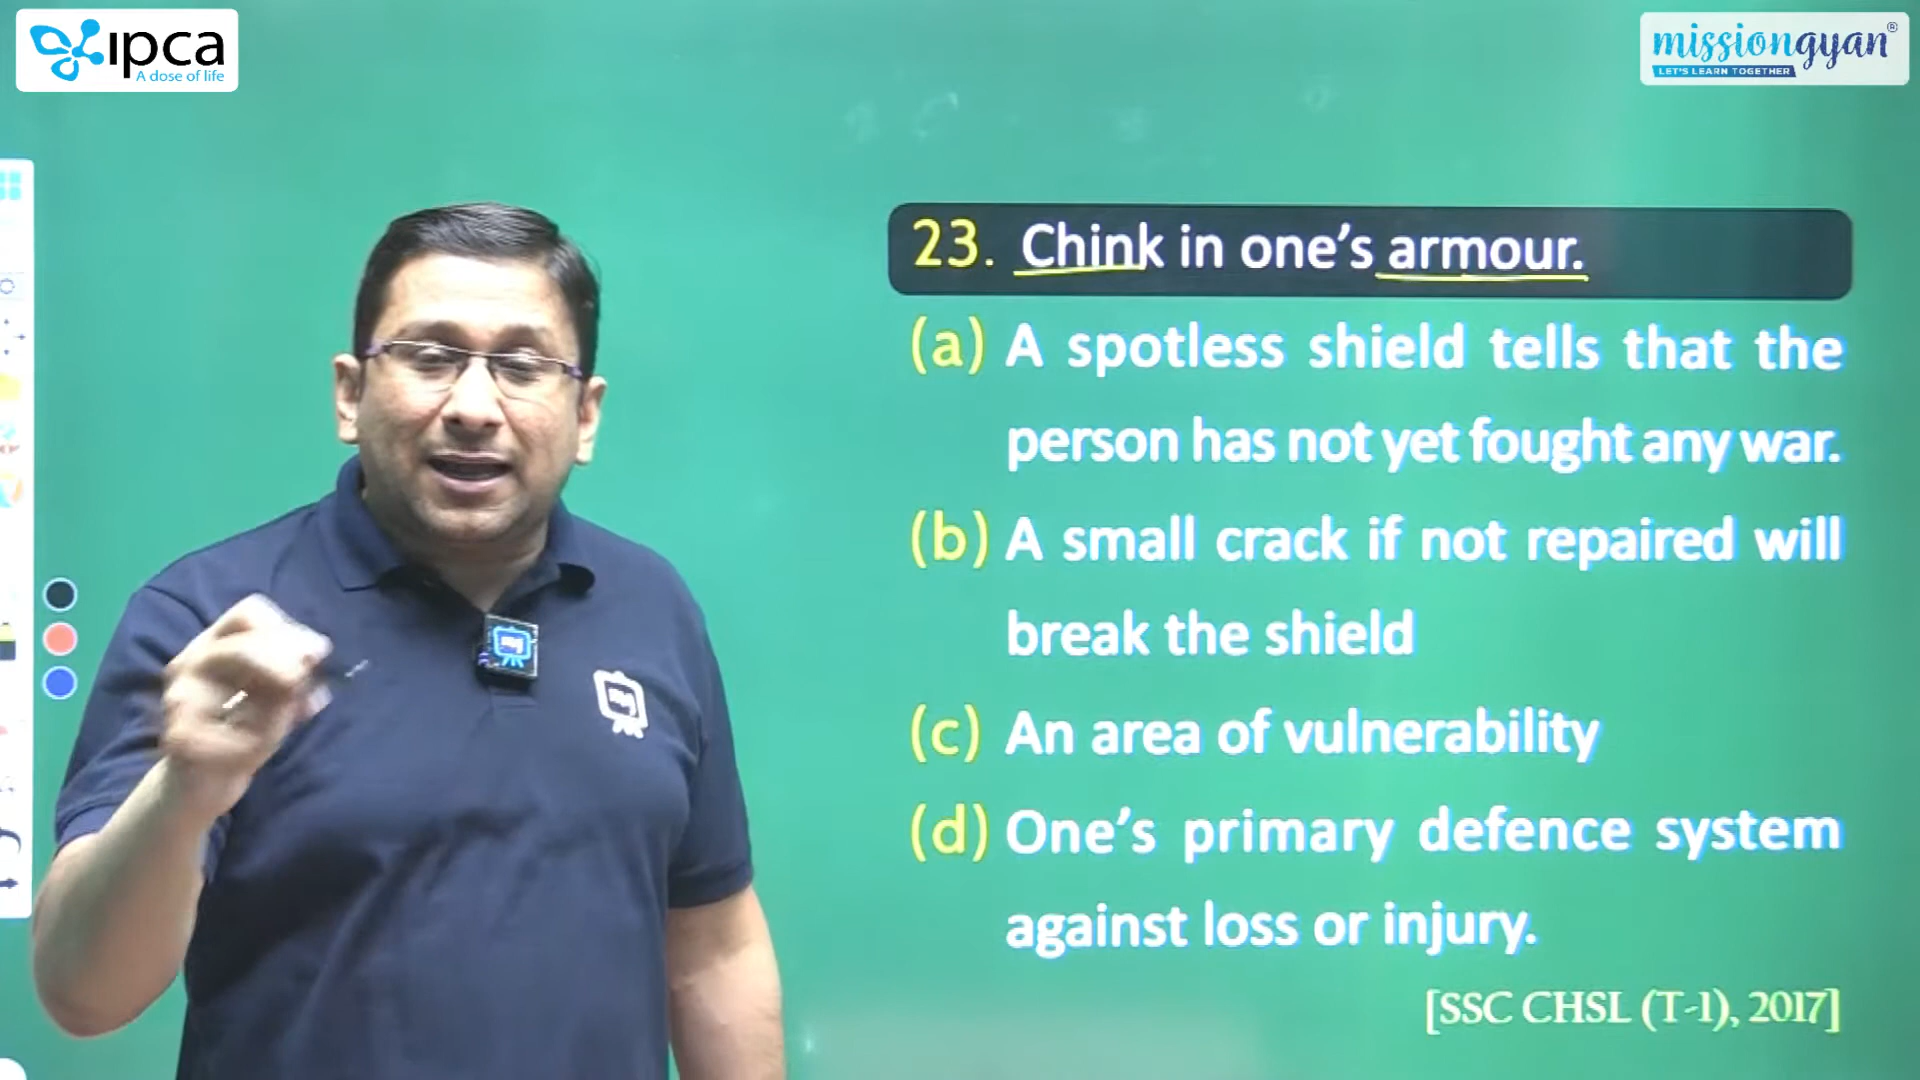 ipca
A dose of life
missiongyan®
LET'S LEARN TOGETHER
23. Chink in one's armour.
(a) A spotless shield tells that the
person has not yet fought any war.
(b) A small crack if not repaired will
break the shield
(c) An area of vulnerability
(d) One's primary defence system
against loss or injury.
[SSC CHSL (T-1), 2017]